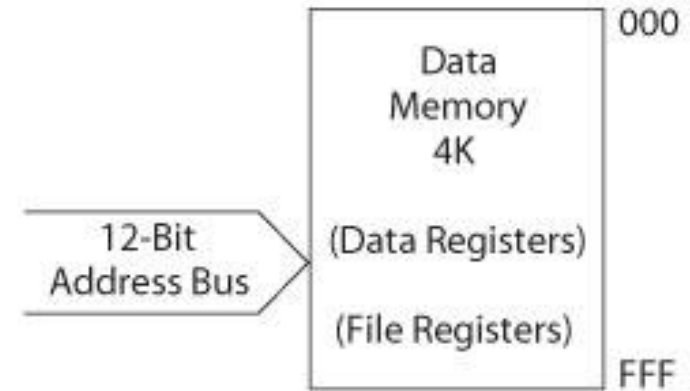 000
Data
Memory
4K
12-Bit
Address Bus
(Data Registers)
(File Registers)
FFF